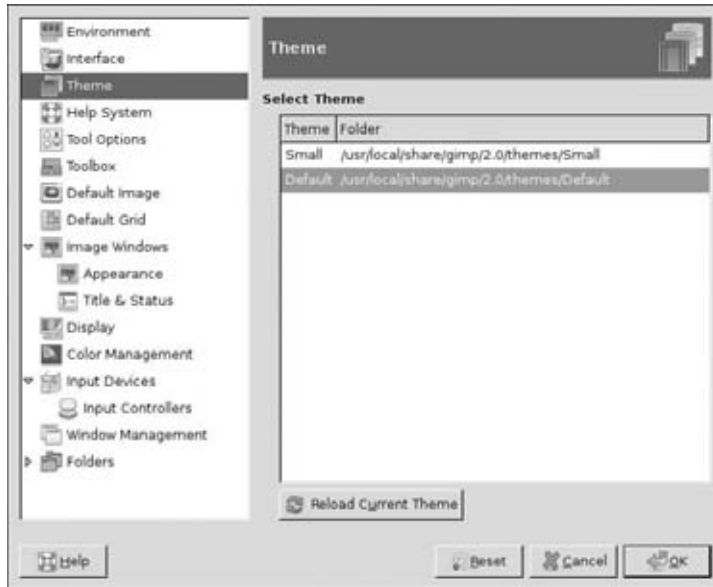 Environment
Interface
Theme
Help System
Tool Options
Toolbox
Default Image
Default Grid
Image Windows
Appearance
Title & Status
Display
Color Management
Input Devices
Input Controllers
Window Management
Folders
Theme
Select Theme
Theme Folder
Small /usr/local/share/gimp/2.0/themes/Small
Default /usr/local/share/gimp/2.0/themes/Default
Reload Current Theme
Help
Reset
Cancel
OK